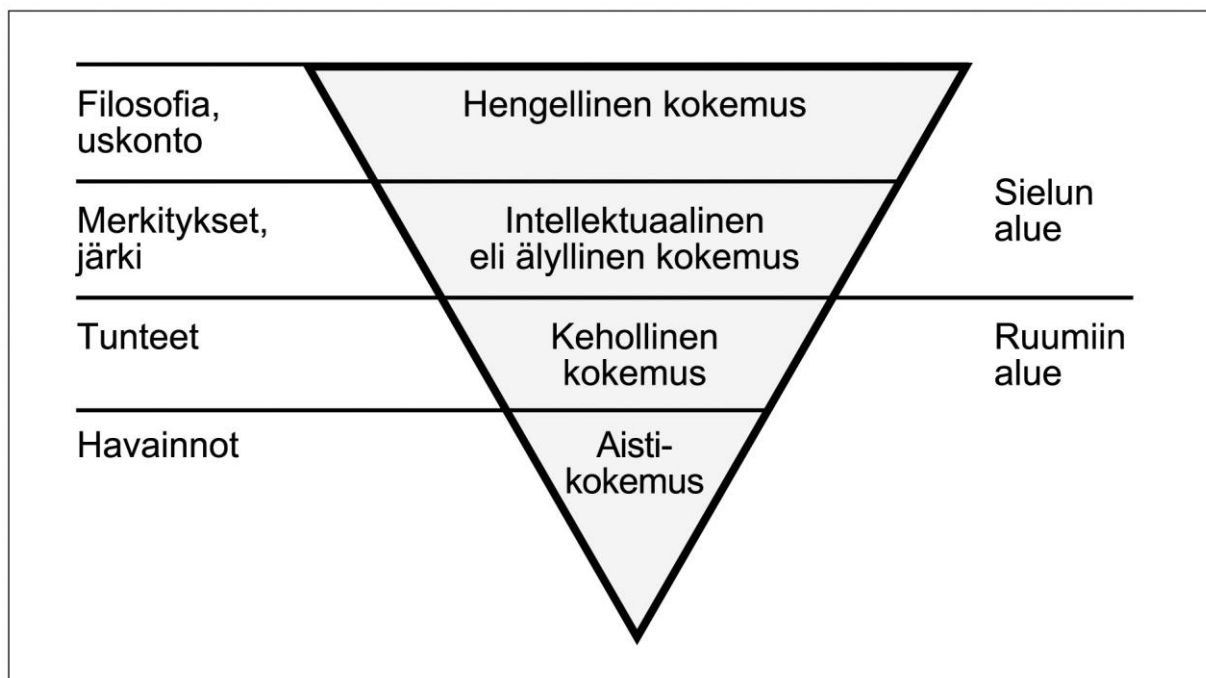 Filosofia,
uskonto
Hengellinen kokemus
Merkitykset,
järki
Intellektuaalinen
eli älyllinen kokemus
Sielun
alue
Tunteet
Kehollinen
kokemus
Ruumiin
alue
Havainnot
Aisti-
kokemus